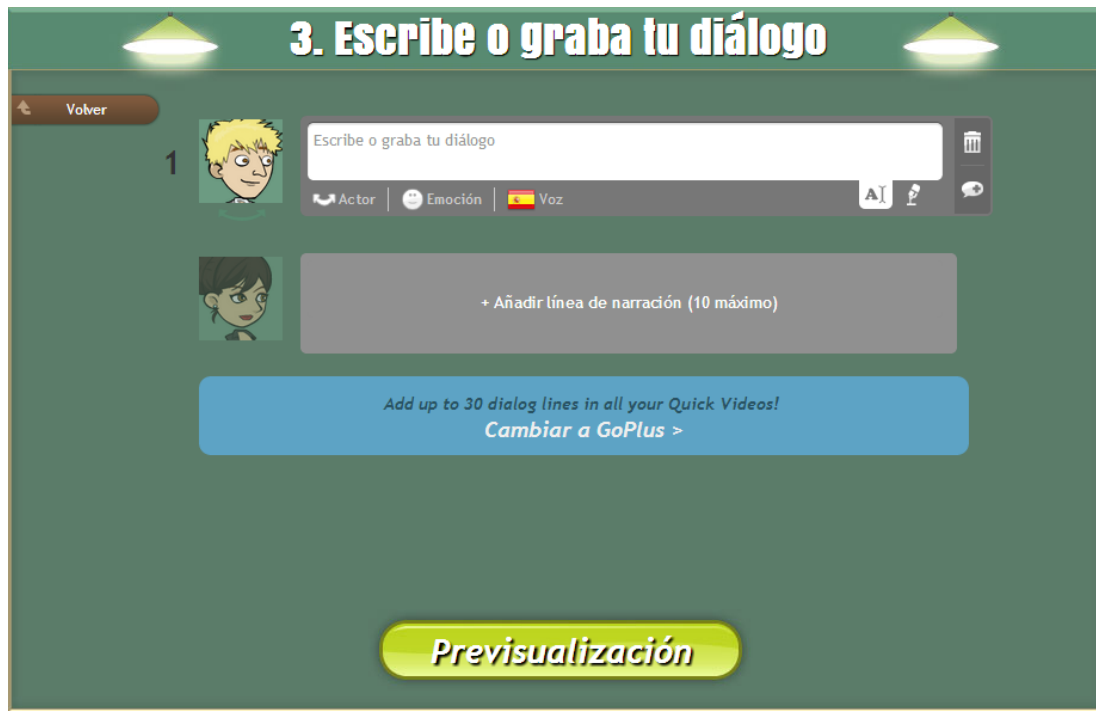 3. Escribe o graba tu diálogo
Volver
1
Escribe o graba tu diálogo
Actor
Emoción
Voz
A
+ Añadir línea de narración (10 máximo)
Add up to 30 dialog lines in all your Quick Videos!
Cambiar a GoPlus >
Previsualización